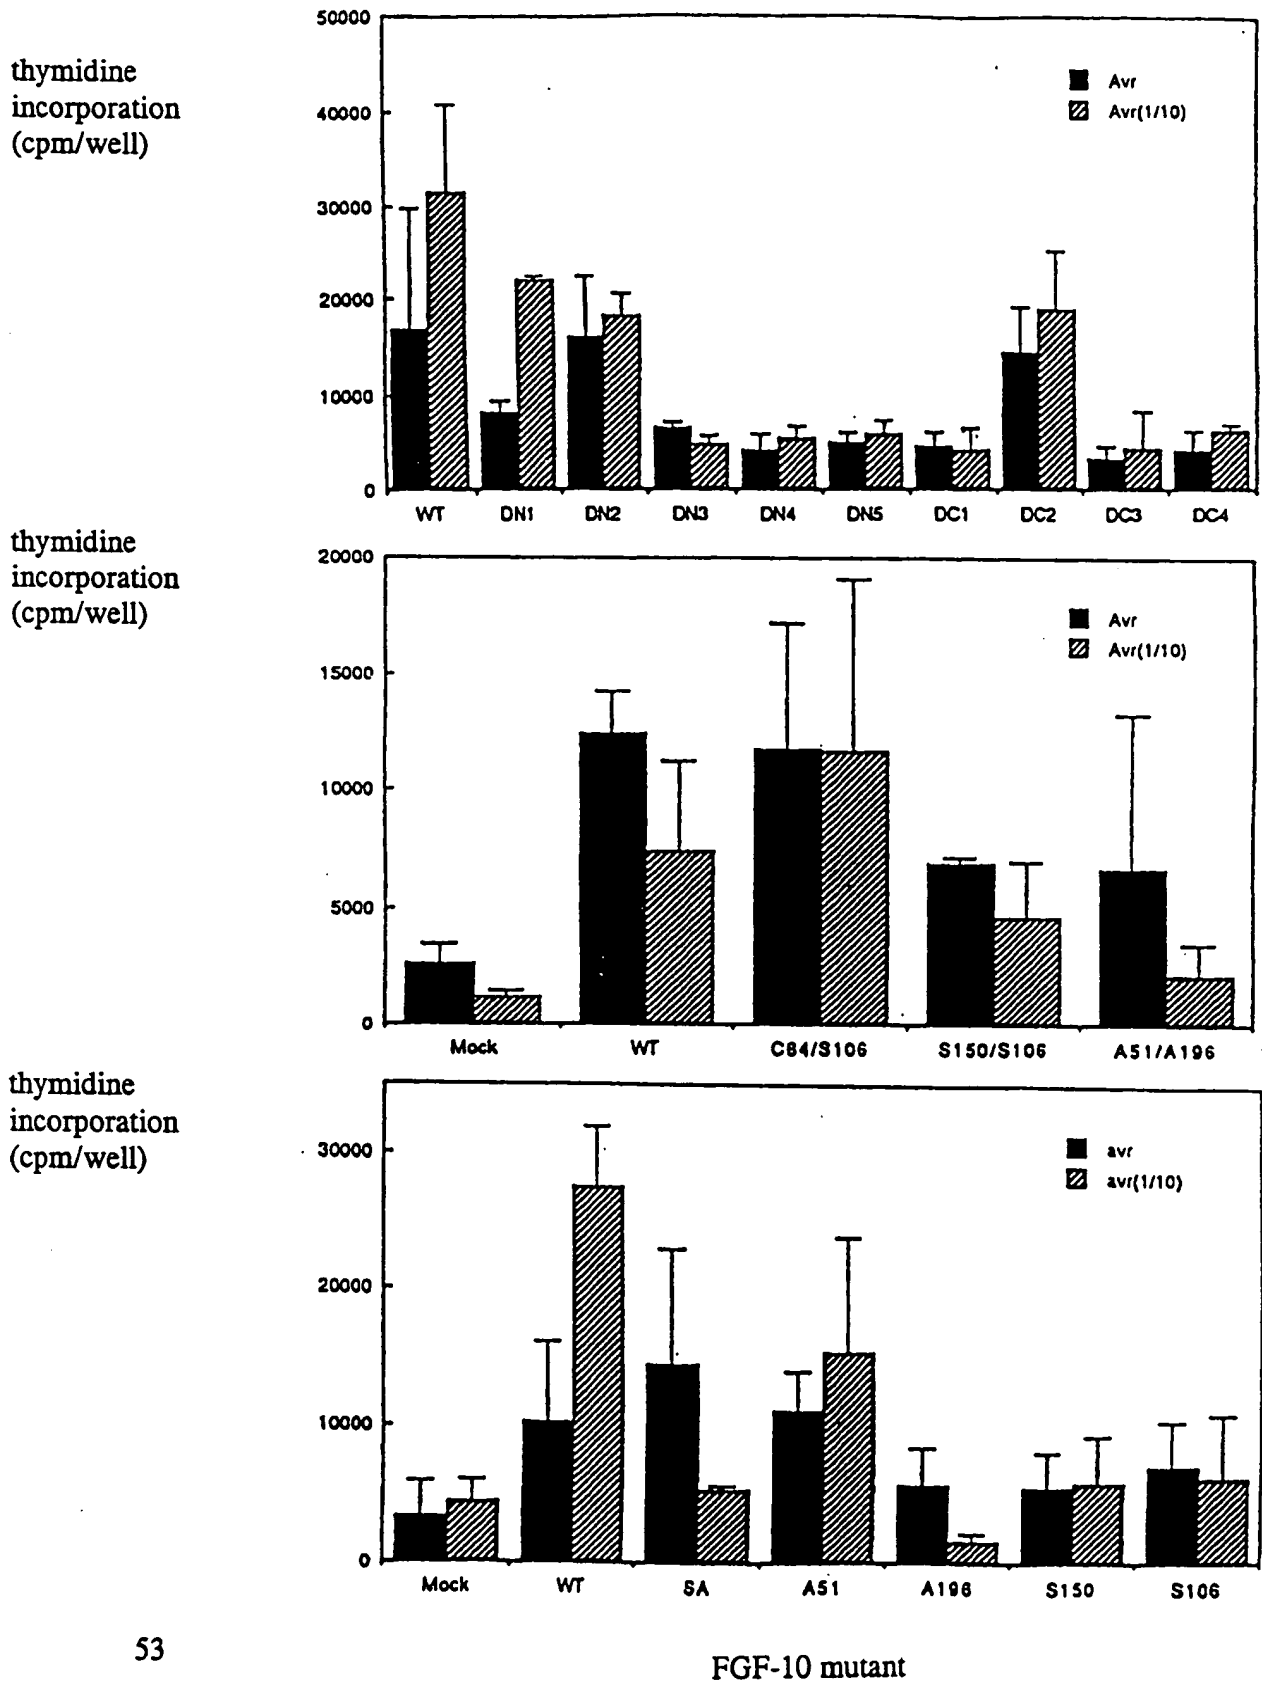 thymidine
incorporation
(cpm/well)
50000
40000
30000
20000
10000
0
Avr
Avr(1/10)
WT DN1 DN2 DN3 DN4 DN5 DC1 DC2 DC3 DC4
thymidine
incorporation
(cpm/well)
20000
15000
10000
5000
0
Avr
Avr(1/10)
Mock WT C84/S106 S150/S106 A51/A196
thymidine
incorporation
(cpm/well)
30000
20000
10000
0
avr
avr(1/10)
Mock WT SA A51 A196 S150 S106
53
FGF-10 mutant